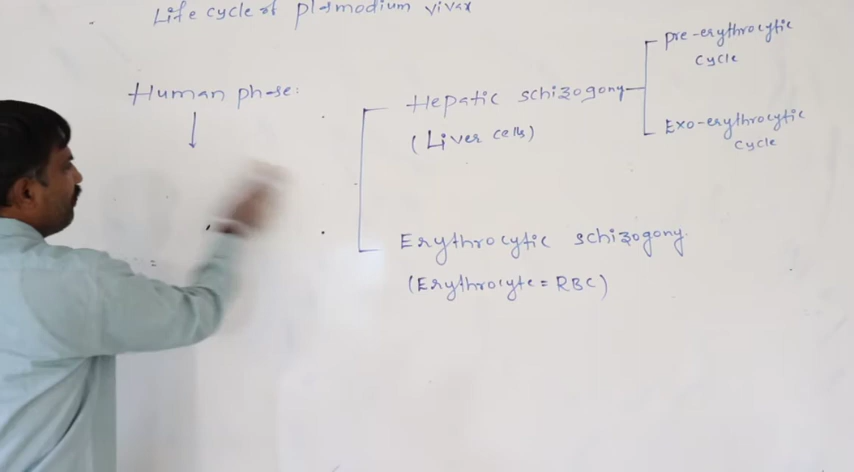 Life cycle of plasmodium vivax
Human phase:
Hepatic schizogony
(Liver cells)
pre-erythrocytic
cycle
Exo-erythrocytic
cycle
Erythrocytic schizogony.
(Erythrocyte = RBC)